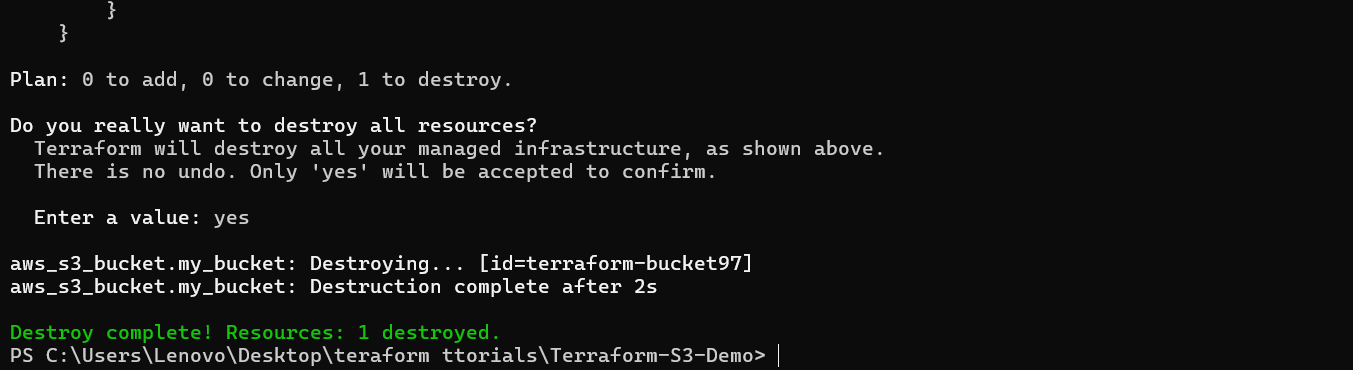 }
}
Plan: 0 to add, 0 to change, 1 to destroy.
Do you really want to destroy all resources?
Terraform will destroy all your managed infrastructure, as shown above.
There is no undo. Only 'yes' will be accepted to confirm.
Enter a value: yes
aws_s3_bucket.my_bucket: Destroying... [id=terraform-bucket97]
aws_s3_bucket.my_bucket: Destruction complete after 2s
Destroy complete! Resources: 1 destroyed.
PS C:\Users\Lenovo\Desktop\teraform ttorials\Terraform-S3-Demo>